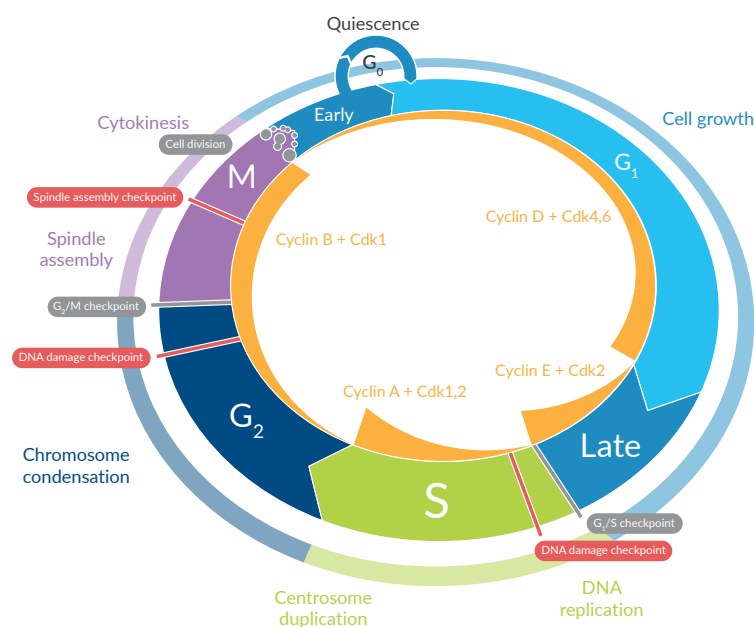 Quiescence
G₀
Early
Cytokinesis
Cell division
M
Cell growth
G₁
Spindle assembly checkpoint
Cyclin D + Cdk4,6
Cyclin B + Cdk1
Spindle
assembly
G₂/M checkpoint
DNA damage checkpoint
Cyclin E + Cdk2
Cyclin A + Cdk1,2
G₂
Late
Chromosome
condensation
S
G₁/S checkpoint
DNA damage checkpoint
Centrosome
duplication
DNA
replication